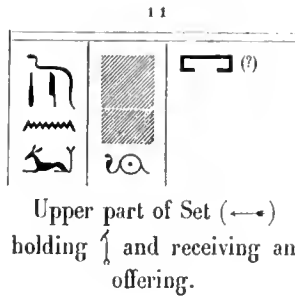 11
𓈖
(?)
Upper part of Set (←)
holding 𓌀 and receiving an
offering.